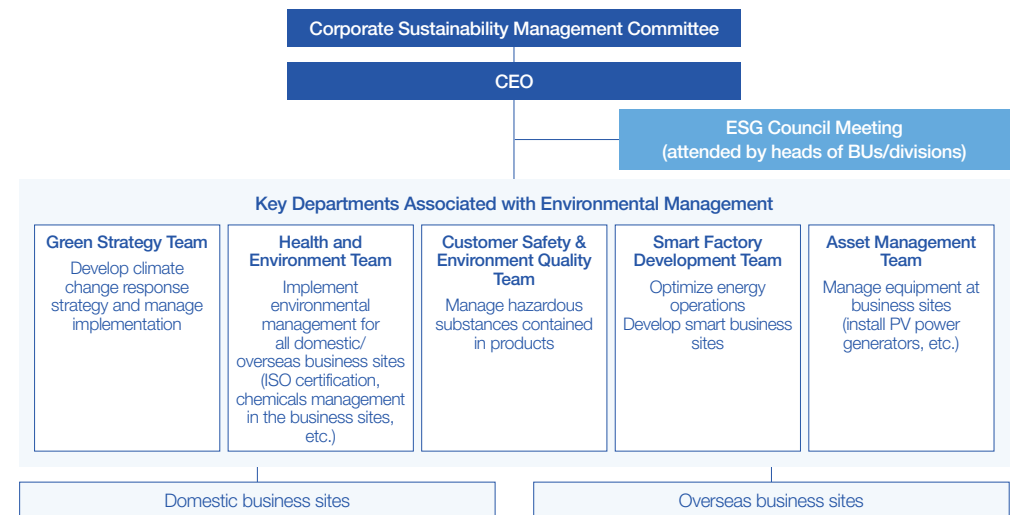 Corporate Sustainability Management Committee
CEO
ESG Council Meeting
(attended by heads of BUs/divisions)
Key Departments Associated with Environmental Management
Green Strategy Team
Develop climate
change response
strategy and manage
implementation
Health and
Environment Team
Implement
environmental
management for
all domestic/
overseas business sites
(ISO certification,
chemicals management
in the business sites,
etc.)
Customer Safety &
Environment Quality
Team
Manage hazardous
substances contained
in products
Smart Factory
Development Team
Optimize energy
operations
Develop smart business
sites
Asset Management
Team
Manage equipment at
business sites
(install PV power
generators, etc.)
Domestic business sites
Overseas business sites